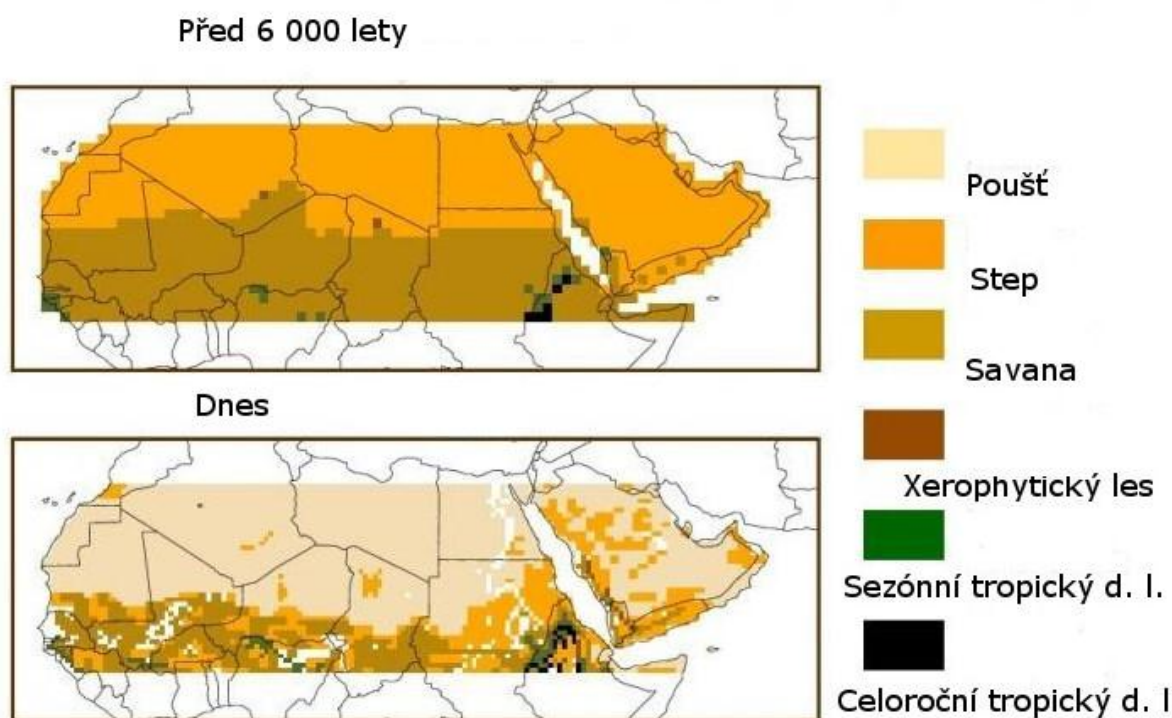 Před 6 000 lety
Poušť
Step
Savana
Dnes
Xerophytický les
Sezónní tropický d. l.
Celoroční tropický d. l